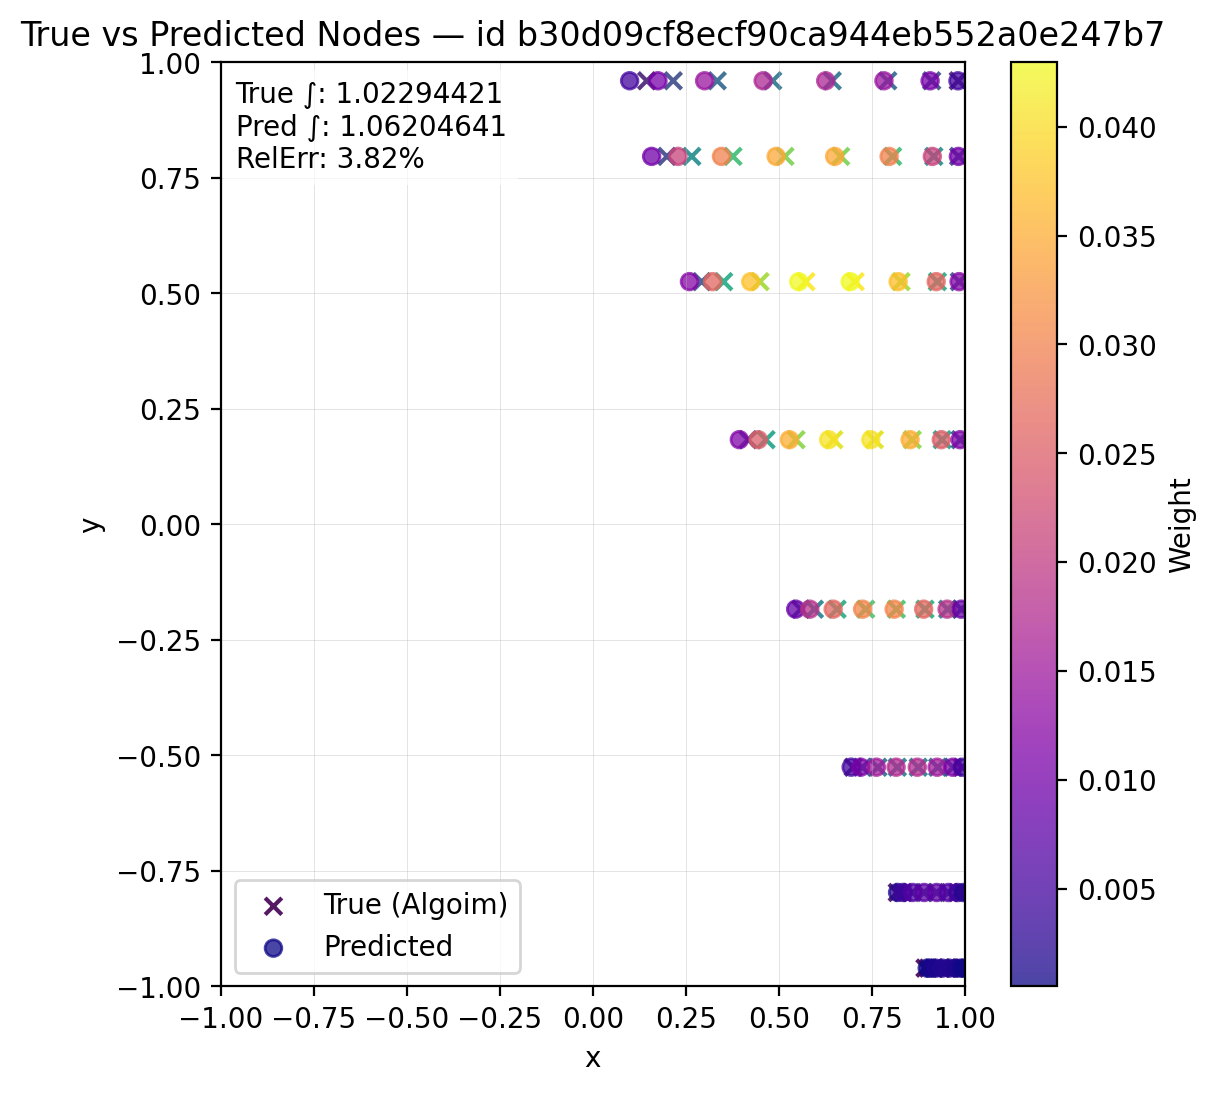 True vs Predicted Nodes — id b30d09cf8ecf90ca944eb552a0e247b7
True ∫: 1.02294421
Pred ∫: 1.06204641
RelErr: 3.82%
1.00
0.75
0.50
0.25
0.00
−0.25
−0.50
−0.75
−1.00
y
True (Algoim)
Predicted
−1.00 −0.75 −0.50 −0.25 0.00 0.25 0.50 0.75 1.00
x
0.040
0.035
0.030
0.025
0.020
0.015
0.010
0.005
Weight